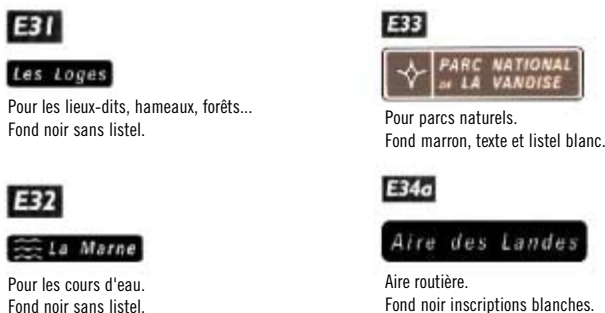 E31
Les Loges
Pour les lieux-dits, hameaux, forêts...
Fond noir sans listel.
E32
La Marne
Pour les cours d'eau.
Fond noir sans listel.
E33
PARC NATIONAL
DE LA VANOISE
Pour parcs naturels.
Fond marron, texte et listel blanc.
E34a
Aire des Landes
Aire routière.
Fond noir inscriptions blanches.